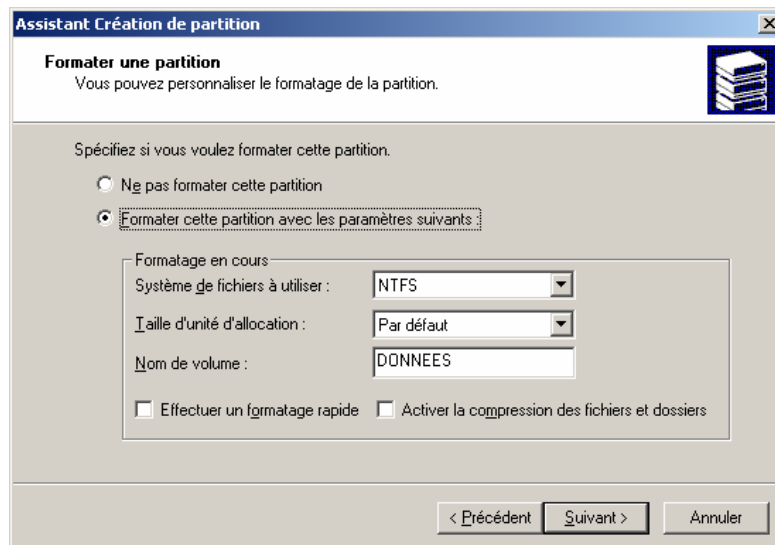 Assistant Création de partition
Formater une partition
Vous pouvez personnaliser le formatage de la partition.
Spécifiez si vous voulez formater cette partition.
Ne pas formater cette partition
Formater cette partition avec les paramètres suivants :
Formatage en cours
Système de fichiers à utiliser :
NTFS
Taille d'unité d'allocation :
Par défaut
Nom de volume :
DONNEES
Effectuer un formatage rapide
Activer la compression des fichiers et dossiers
< Précédent
Suivant >
Annuler